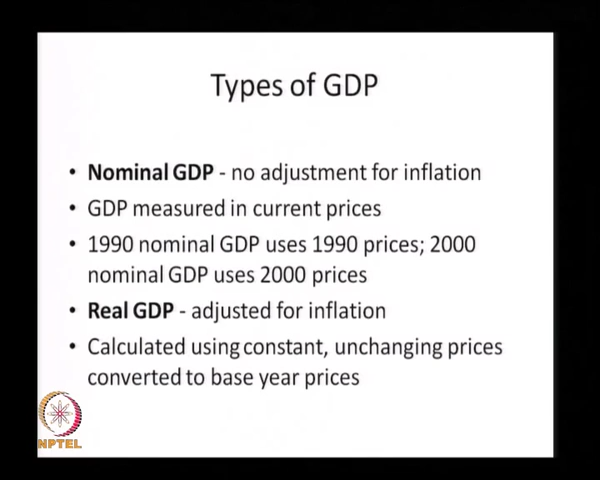 Types of GDP
• Nominal GDP - no adjustment for inflation
• GDP measured in current prices
• 1990 nominal GDP uses 1990 prices; 2000
nominal GDP uses 2000 prices
• Real GDP - adjusted for inflation
• Calculated using constant, unchanging prices
converted to base year prices
NPTEL